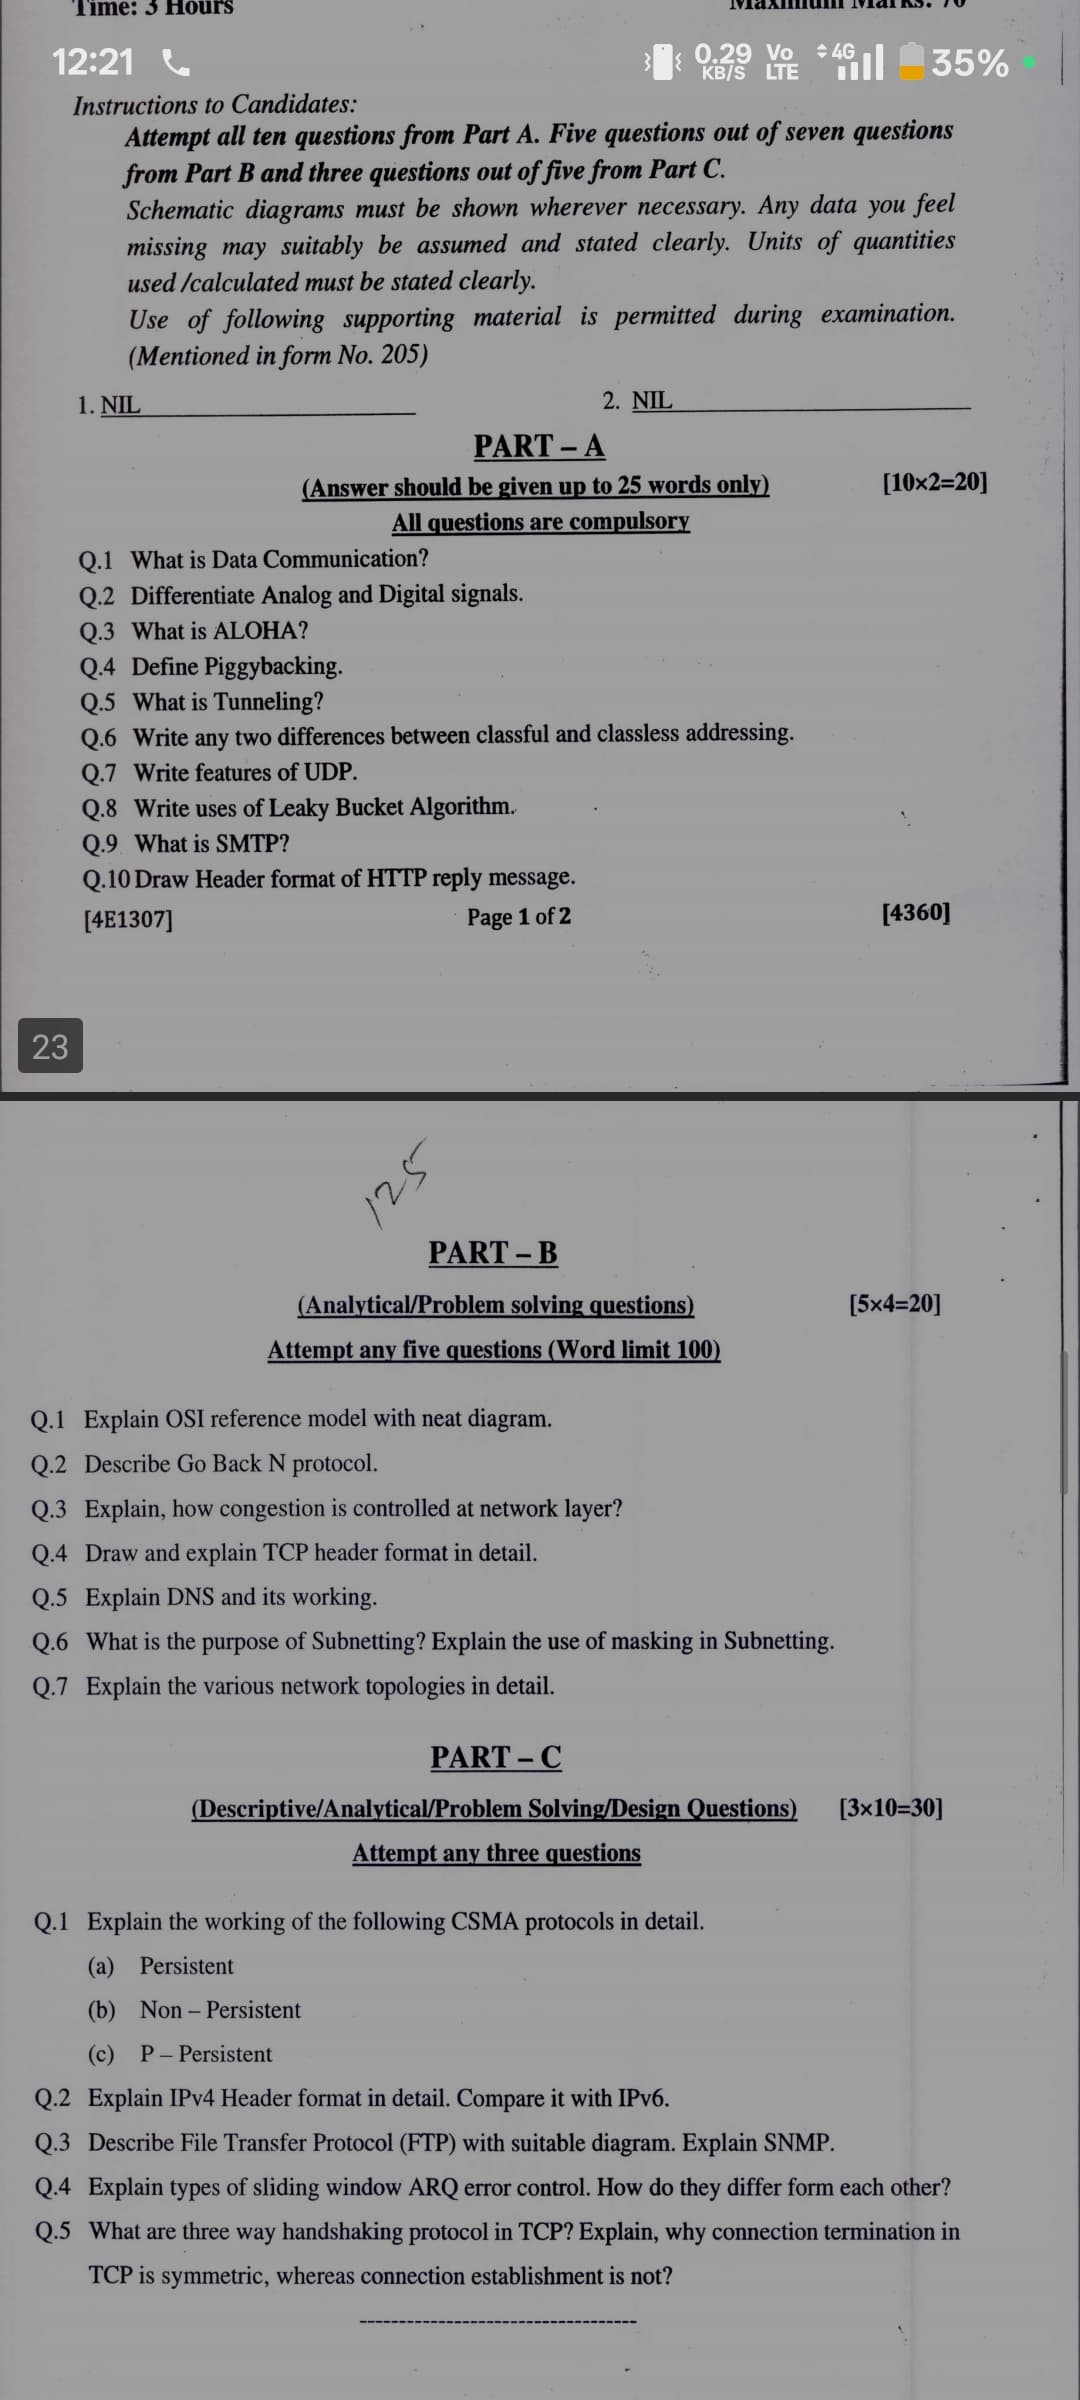 Time: 3 Hours
Maximum Marks: 70
12:21
0.29 KB/S Vo LTE 4G 35%
Instructions to Candidates:
Attempt all ten questions from Part A. Five questions out of seven questions
from Part B and three questions out of five from Part C.
Schematic diagrams must be shown wherever necessary. Any data you feel
missing may suitably be assumed and stated clearly. Units of quantities
used /calculated must be stated clearly.
Use of following supporting material is permitted during examination.
(Mentioned in form No. 205)
1. NIL 2. NIL
PART – A
(Answer should be given up to 25 words only) [10×2=20]
All questions are compulsory
Q.1 What is Data Communication?
Q.2 Differentiate Analog and Digital signals.
Q.3 What is ALOHA?
Q.4 Define Piggybacking.
Q.5 What is Tunneling?
Q.6 Write any two differences between classful and classless addressing.
Q.7 Write features of UDP.
Q.8 Write uses of Leaky Bucket Algorithm.
Q.9 What is SMTP?
Q.10 Draw Header format of HTTP reply message.
[4E1307] Page 1 of 2 [4360]
23
125
PART – B
(Analytical/Problem solving questions) [5×4=20]
Attempt any five questions (Word limit 100)
Q.1 Explain OSI reference model with neat diagram.
Q.2 Describe Go Back N protocol.
Q.3 Explain, how congestion is controlled at network layer?
Q.4 Draw and explain TCP header format in detail.
Q.5 Explain DNS and its working.
Q.6 What is the purpose of Subnetting? Explain the use of masking in Subnetting.
Q.7 Explain the various network topologies in detail.
PART – C
(Descriptive/Analytical/Problem Solving/Design Questions) [3×10=30]
Attempt any three questions
Q.1 Explain the working of the following CSMA protocols in detail.
(a) Persistent
(b) Non – Persistent
(c) P – Persistent
Q.2 Explain IPv4 Header format in detail. Compare it with IPv6.
Q.3 Describe File Transfer Protocol (FTP) with suitable diagram. Explain SNMP.
Q.4 Explain types of sliding window ARQ error control. How do they differ form each other?
Q.5 What are three way handshaking protocol in TCP? Explain, why connection termination in
TCP is symmetric, whereas connection establishment is not?